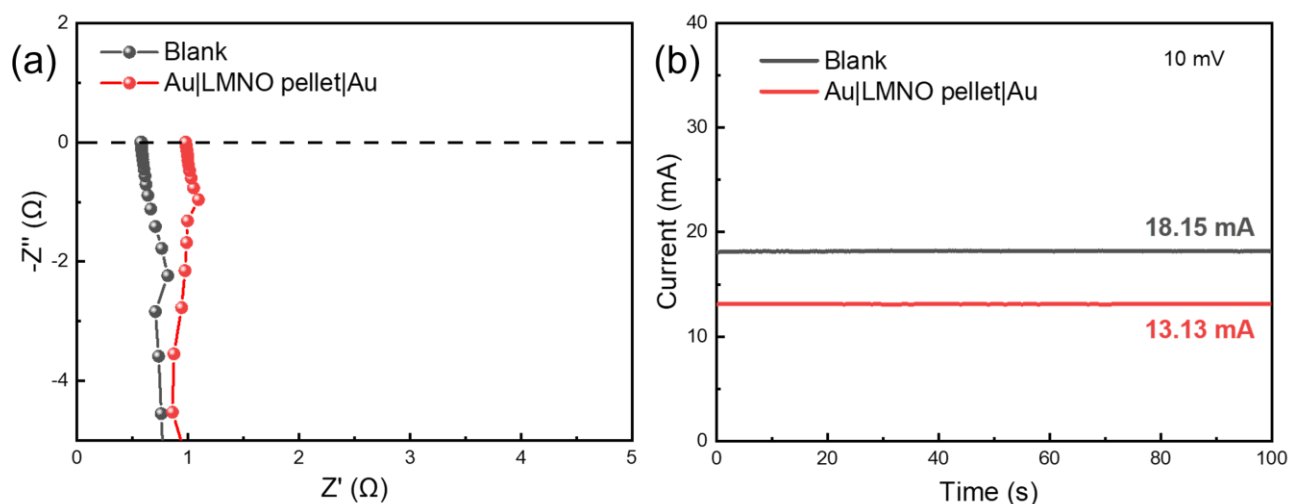 (a)
Blank
Au|LMNO pellet|Au
2
0
-2
-4
-Z'' (Ω)
0
1
2
3
4
5
Z' (Ω)
(b)
Blank
Au|LMNO pellet|Au
10 mV
40
30
20
10
0
Current (mA)
18.15 mA
13.13 mA
0
20
40
60
80
100
Time (s)